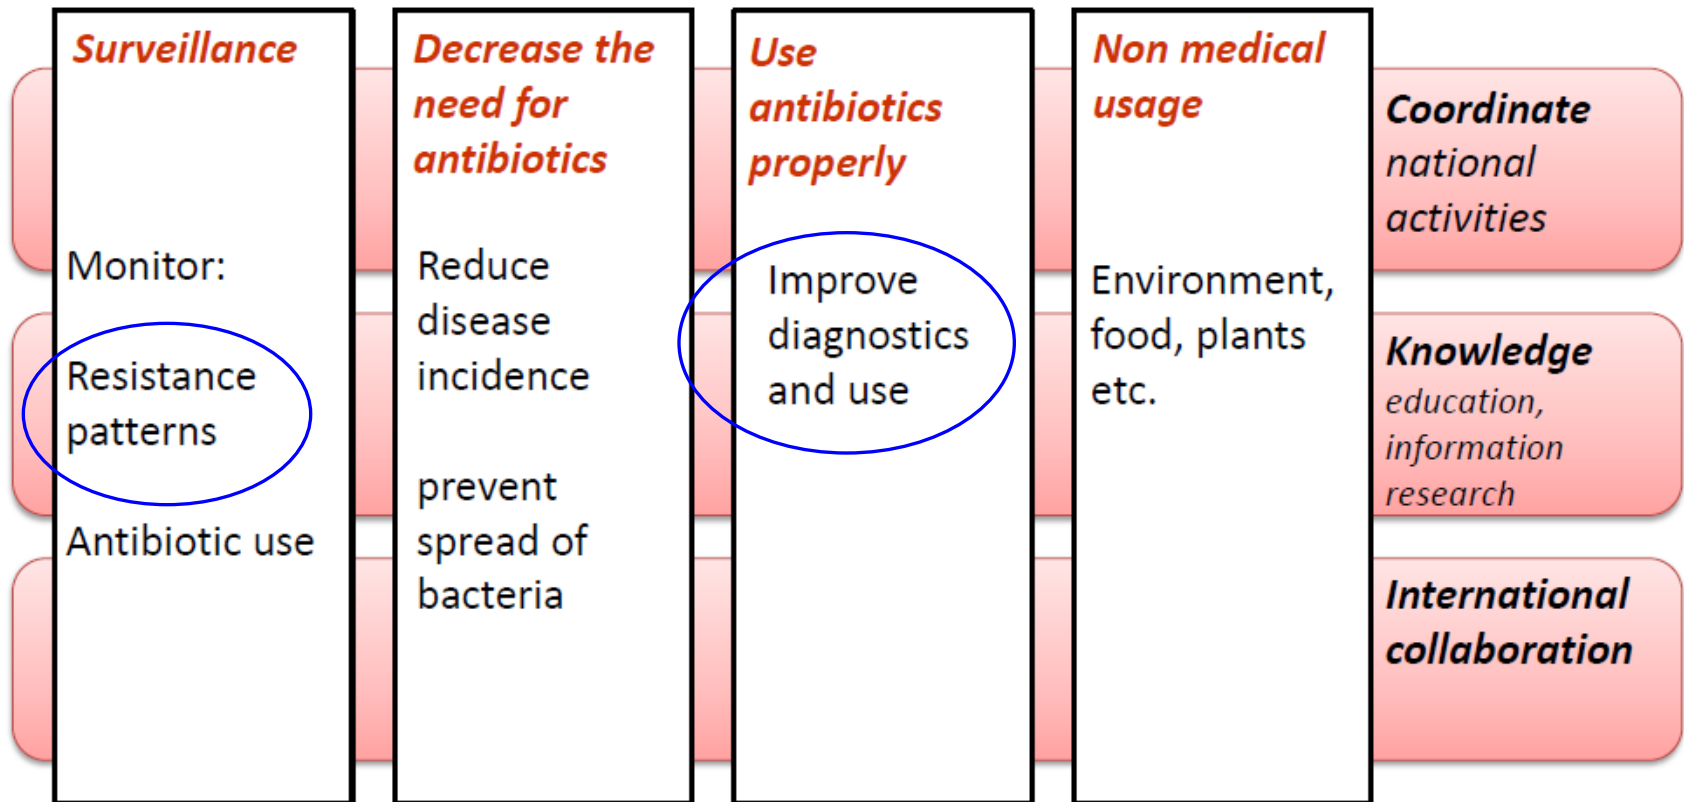 Surveillance
Monitor:
Resistance
patterns
Antibiotic use
Decrease the
need for
antibiotics
Reduce
disease
incidence
prevent
spread of
bacteria
Use
antibiotics
properly
Improve
diagnostics
and use
Non medical
usage
Environment,
food, plants
etc.
Coordinate
national
activities
Knowledge
education,
information
research
International
collaboration